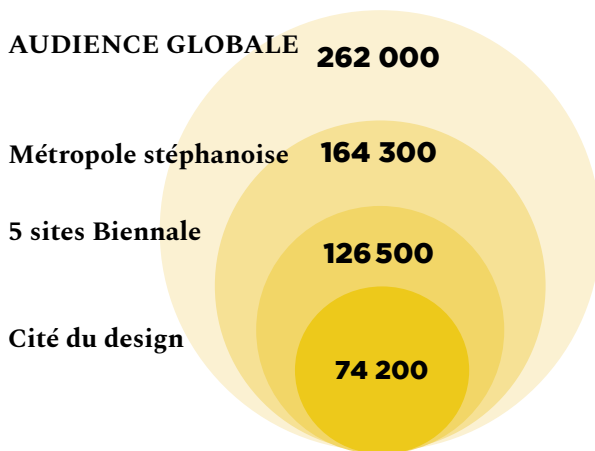 AUDIENCE GLOBALE 262 000
Métropole stéphanoise 164 300
5 sites Biennale
126 500
Cité du design
74 200